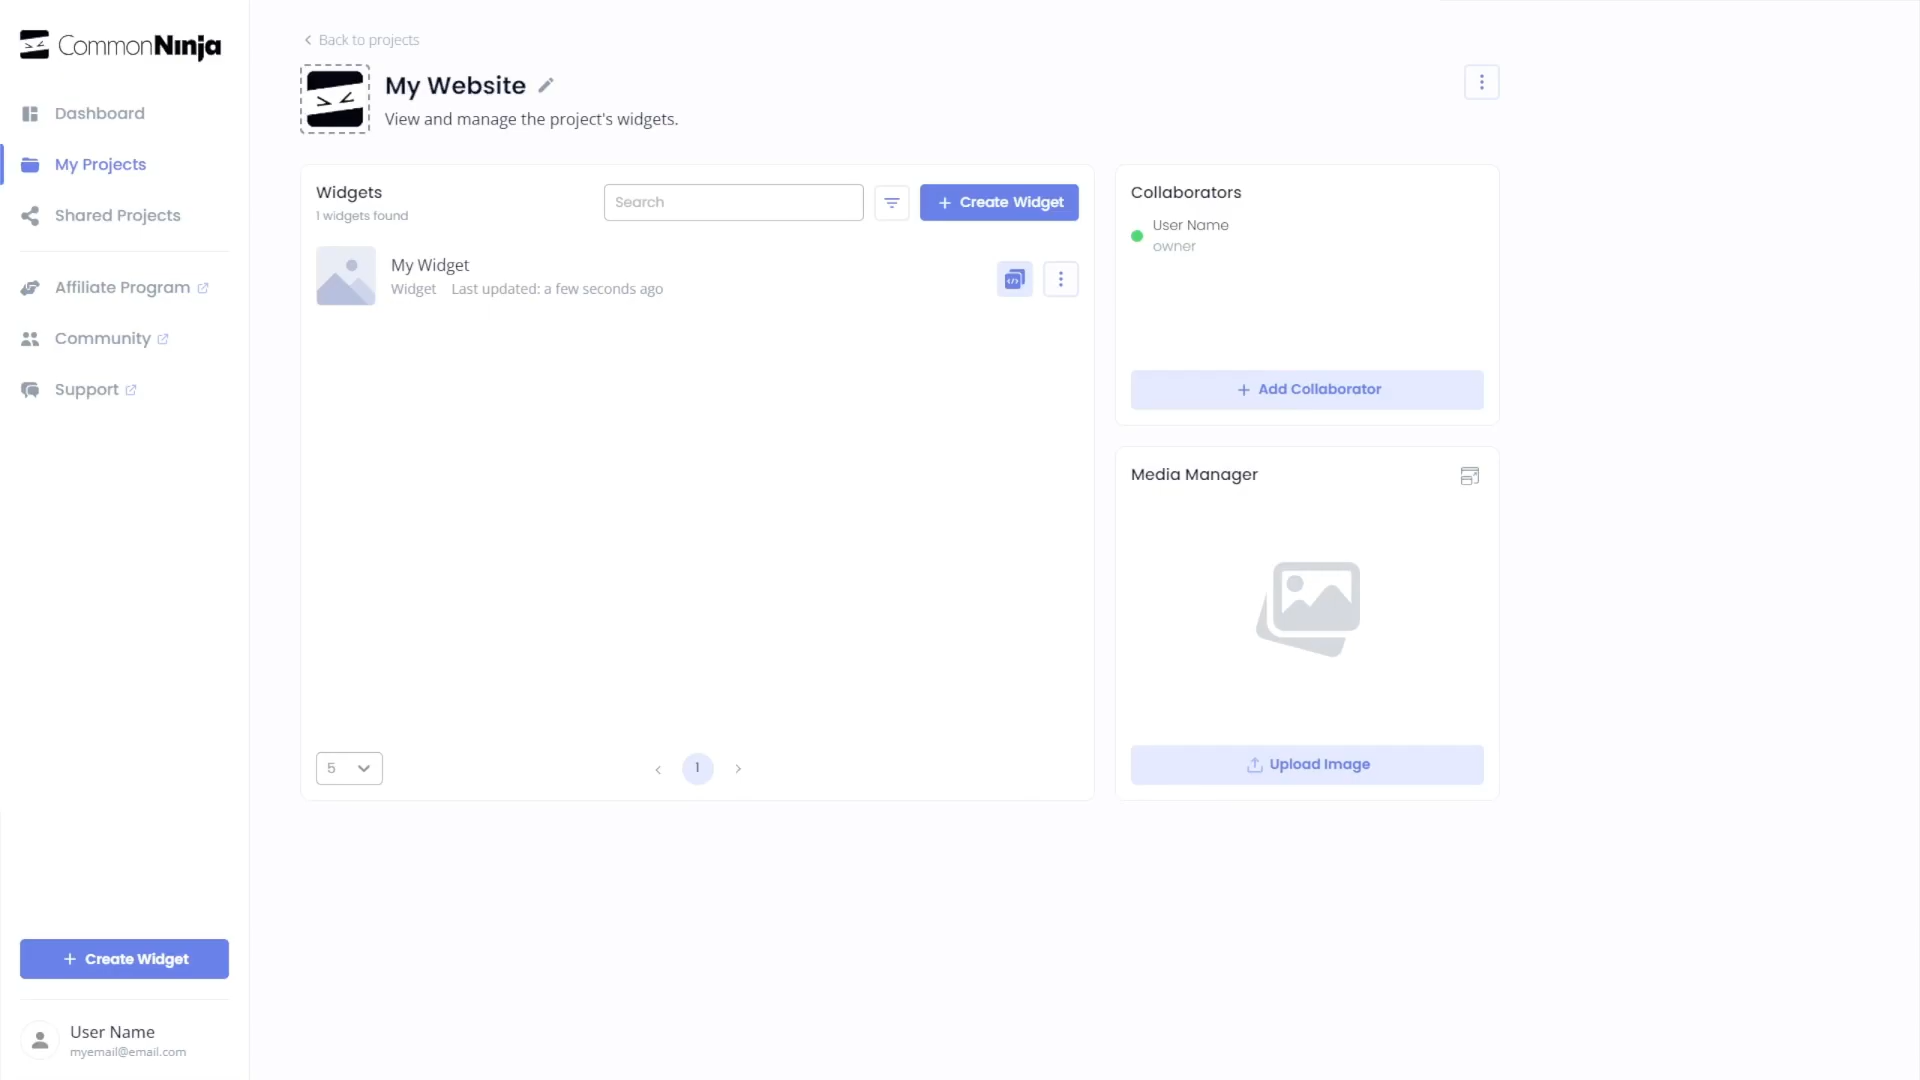 CommonNinja
Dashboard
My Projects
Shared Projects
Affiliate Program
Community
Support
Create Widget
User Name
myemail@email.com
Back to projects
My Website
View and manage the project's widgets.
Widgets
1 widgets found
Search
Create Widget
My Widget
Widget Last updated: a few seconds ago
5
1
Collaborators
User Name
owner
Add Collaborator
Media Manager
Upload Image